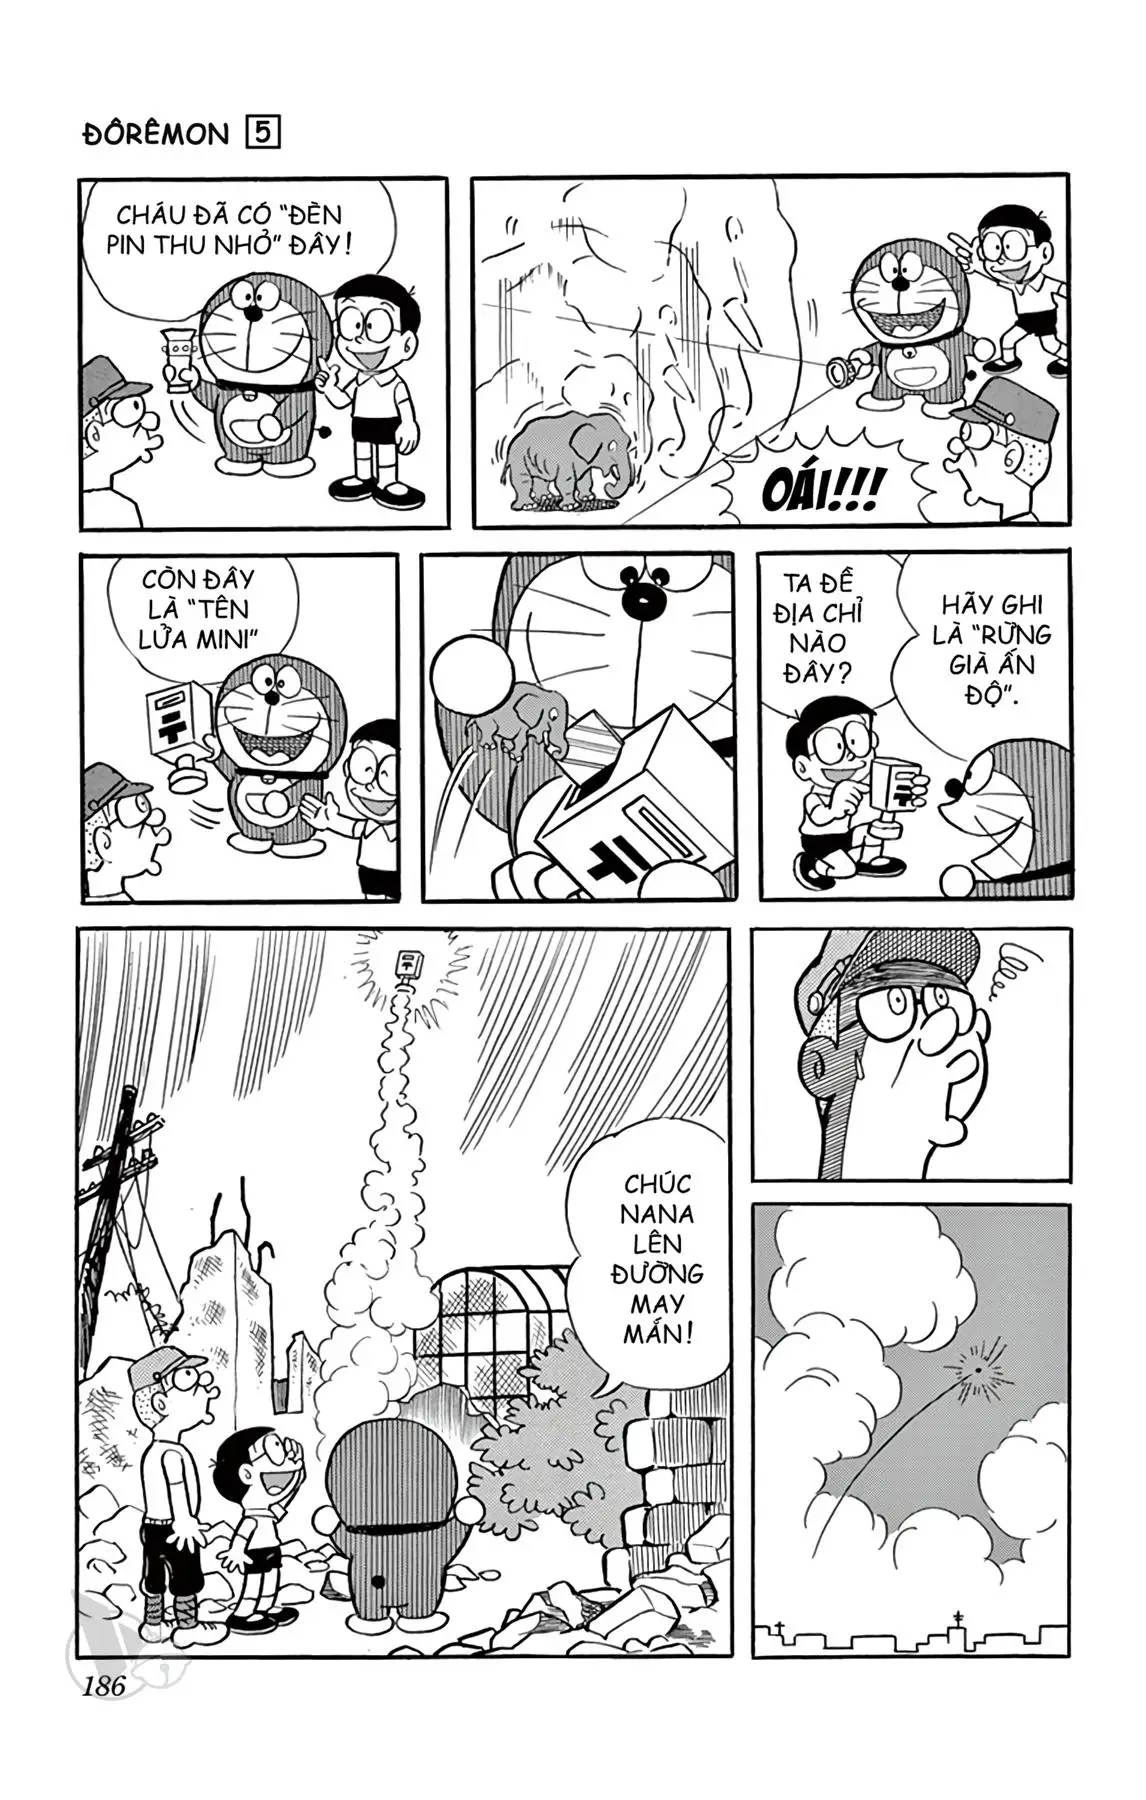 ĐÔRÊMON 5
CHÁU ĐÃ CÓ “ĐÈN
PIN THU NHỎ” ĐÂY!
OÁI!!!
CÒN ĐÂY
LÀ “TÊN
LỬA MINI”
TA ĐỀ
ĐỊA CHỈ
NÀO
ĐÂY?
HÃY GHI
LÀ “RỪNG
GIÀ ẤN
ĐỘ”.
CHÚC
NANA
LÊN
ĐƯỜNG
MAY
MẮN!
186